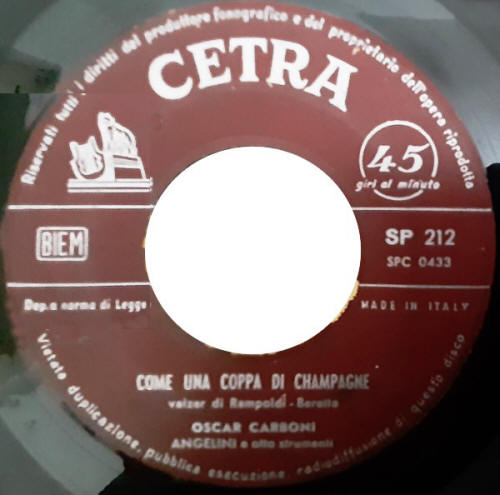 Riservati tutti i diritti del produttore fonografico e del proprietario dell'opera riprodotta
CETRA
45
giri al minuto
BIEM
SP 212
SPC 0433
Dep. a norma di Legge
MADE IN ITALY
COME UNA COPPA DI CHAMPAGNE
valzer di Rampoldi - Beretta
OSCAR CARBONI
ANGELINI e otto strumenti
Vietata duplicazione, pubblica esecuzione, radiodiffusione di questo disco